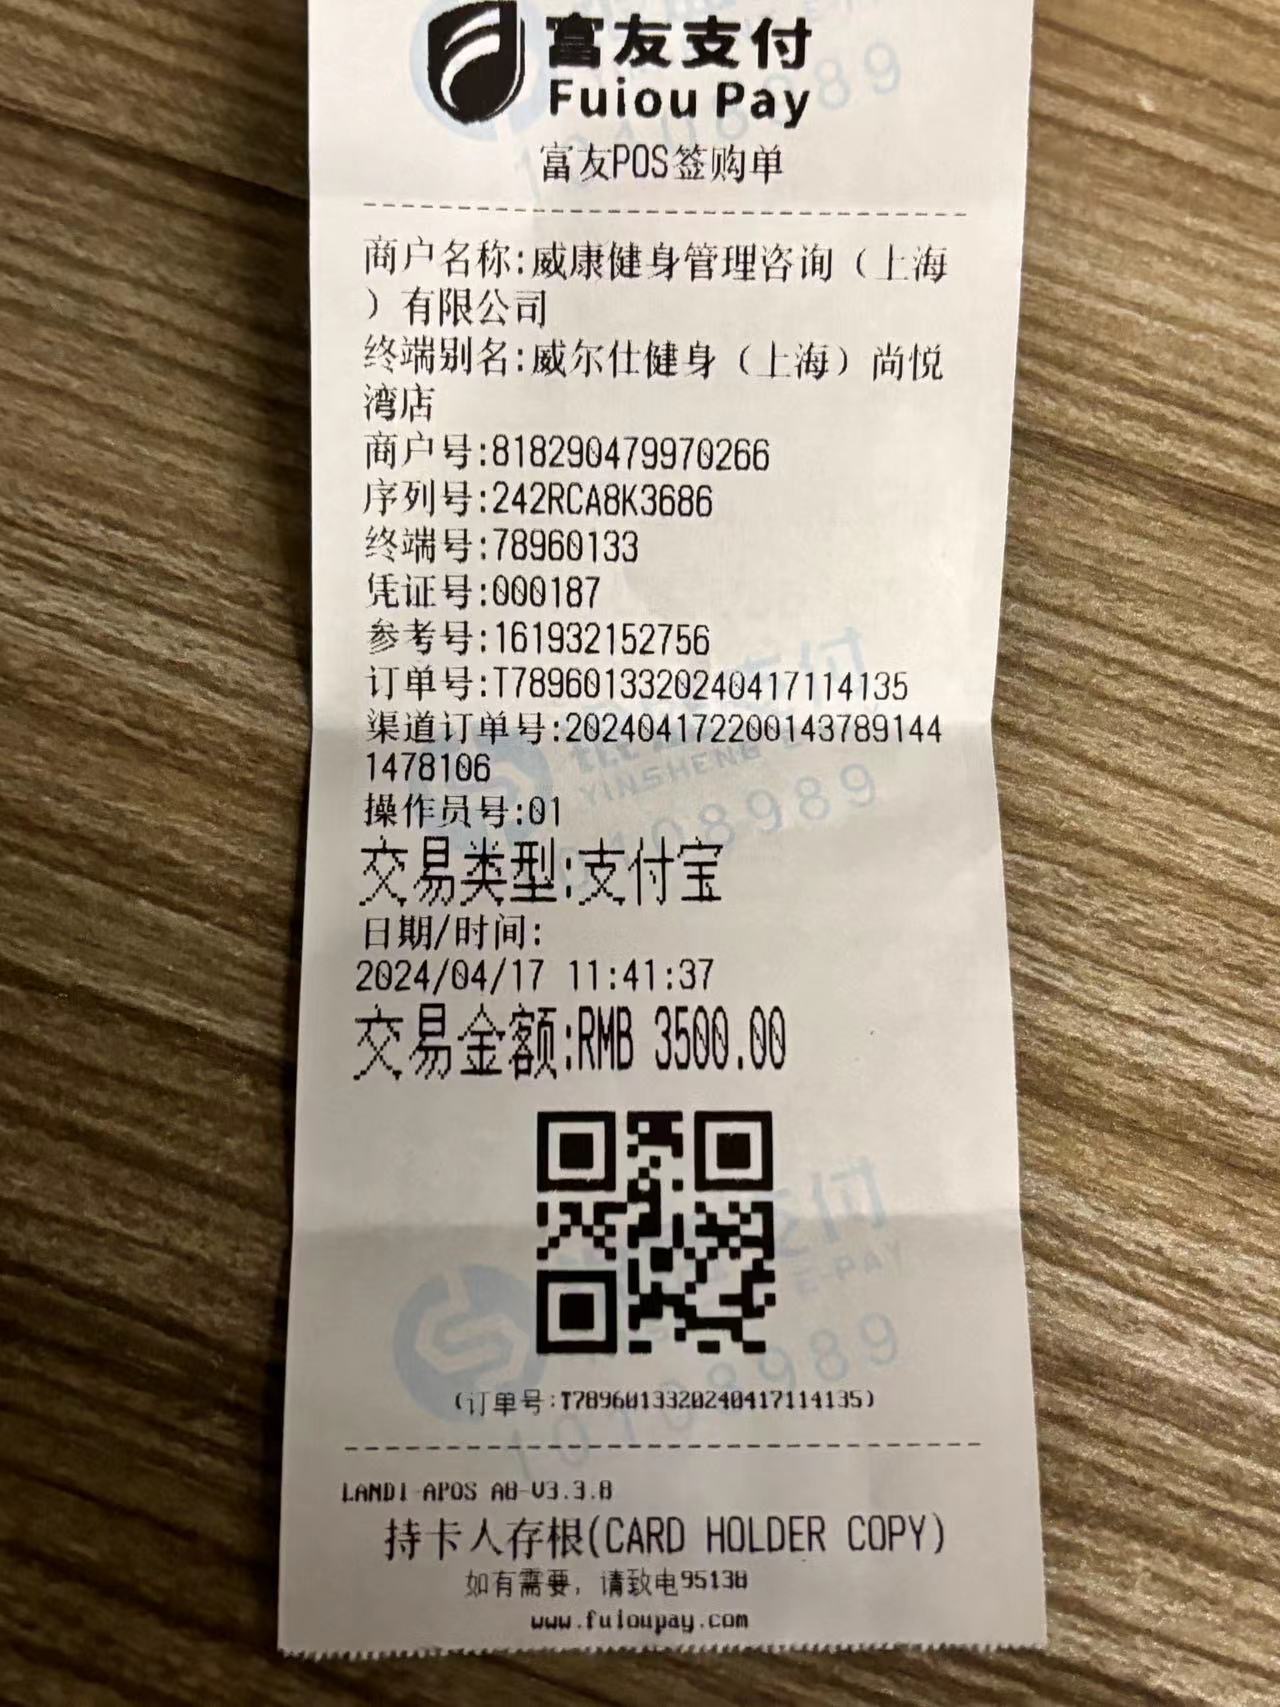 富友支付
Fuiou Pay
富友POS签购单
商户名称:威康健身管理咨询（上海
）有限公司
终端别名:威尔仕健身（上海）尚悦
湾店
商户号:818290479970266
序列号:242RCA8K3686
终端号:78960133
凭证号:000187
参考号:161932152756
订单号:T7896013320240417114135
渠道订单号:202404172200143789144
1478106
操作员号:01
交易类型:支付宝
日期/时间:
2024/04/17 11:41:37
交易金额:RMB 3500.00
(订单号:T7896013320240417114135)
LANDI-APOS A8-V3.3.8
持卡人存根(CARD HOLDER COPY)
如有需要，请致电95138
www.fuioupay.com